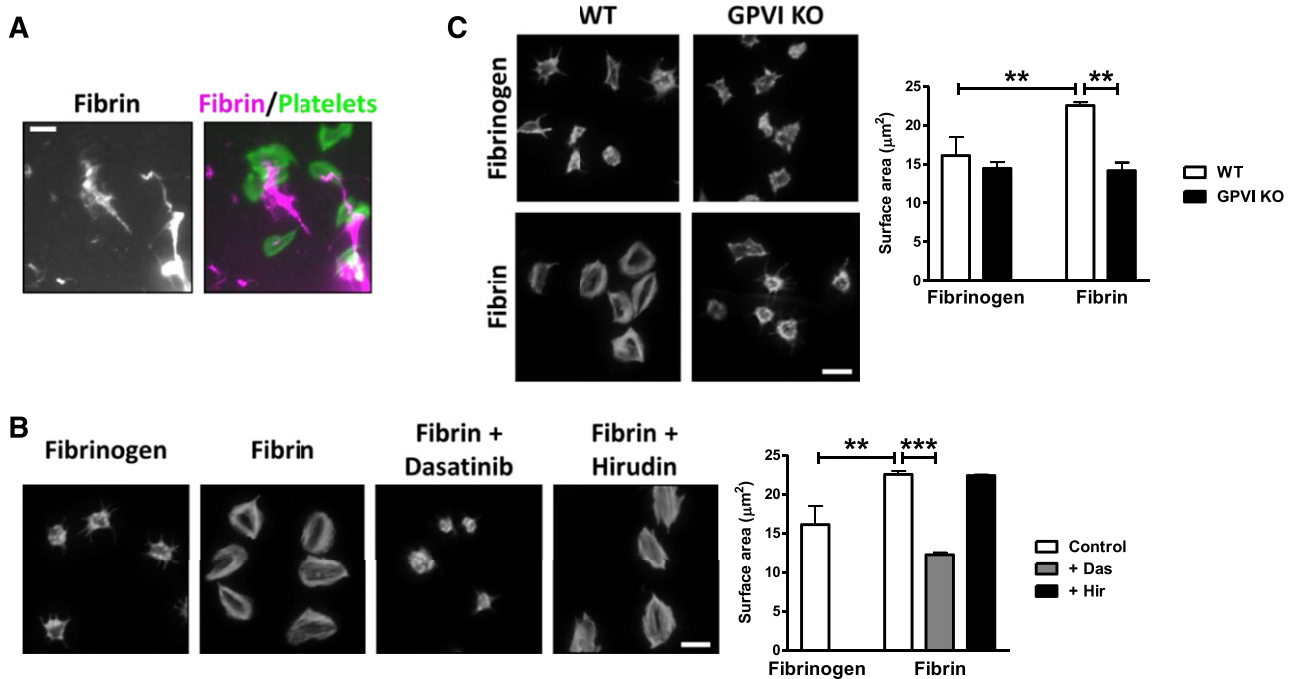 A
Fibrin
Fibrin/Platelets
C
WT
GPVI KO
Fibrinogen
Fibrin
**
**
25
20
15
10
5
0
Surface area (μm²)
Fibrinogen
Fibrin
WT
GPVI KO
B
Fibrinogen
Fibrin
Fibrin +
Dasatinib
Fibrin +
Hirudin
**
***
25
20
15
10
5
0
Surface area (μm²)
Fibrinogen
Fibrin
Control
+ Das
+ Hir